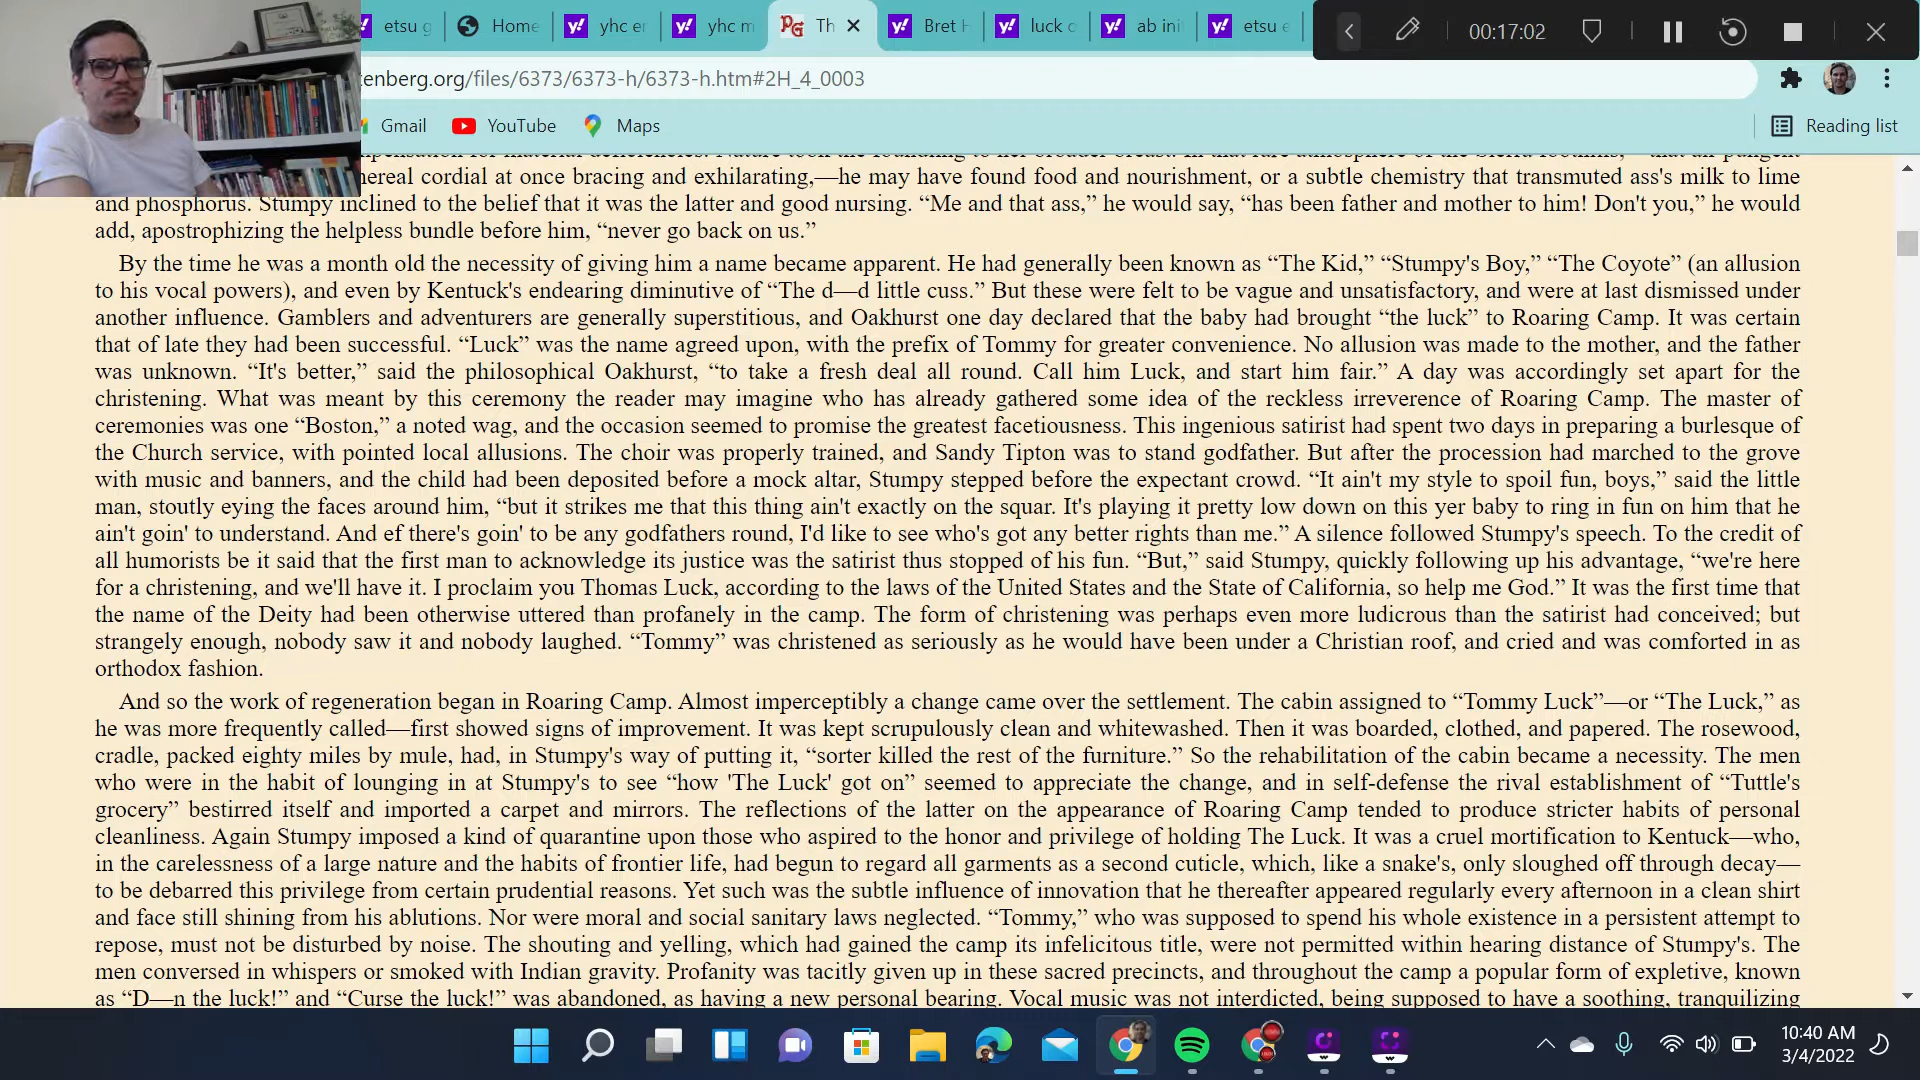 etsu g
Home
yhc er
yhc m
Th
Bret H
luck o
ab init
etsu e
00:17:02
enberg.org/files/6373/6373-h/6373-h.htm#2H_4_0003
Gmail
YouTube
Maps
Reading list
hereal cordial at once bracing and exhilarating,—he may have found food and nourishment, or a subtle chemistry that transmuted ass's milk to lime
and phosphorus. Stumpy inclined to the belief that it was the latter and good nursing. “Me and that ass,” he would say, “has been father and mother to him! Don't you,” he would
add, apostrophizing the helpless bundle before him, “never go back on us.”
By the time he was a month old the necessity of giving him a name became apparent. He had generally been known as “The Kid,” “Stumpy's Boy,” “The Coyote” (an allusion
to his vocal powers), and even by Kentuck's endearing diminutive of “The d—d little cuss.” But these were felt to be vague and unsatisfactory, and were at last dismissed under
another influence. Gamblers and adventurers are generally superstitious, and Oakhurst one day declared that the baby had brought “the luck” to Roaring Camp. It was certain
that of late they had been successful. “Luck” was the name agreed upon, with the prefix of Tommy for greater convenience. No allusion was made to the mother, and the father
was unknown. “It's better,” said the philosophical Oakhurst, “to take a fresh deal all round. Call him Luck, and start him fair.” A day was accordingly set apart for the
christening. What was meant by this ceremony the reader may imagine who has already gathered some idea of the reckless irreverence of Roaring Camp. The master of
ceremonies was one “Boston,” a noted wag, and the occasion seemed to promise the greatest facetiousness. This ingenious satirist had spent two days in preparing a burlesque of
the Church service, with pointed local allusions. The choir was properly trained, and Sandy Tipton was to stand godfather. But after the procession had marched to the grove
with music and banners, and the child had been deposited before a mock altar, Stumpy stepped before the expectant crowd. “It ain't my style to spoil fun, boys,” said the little
man, stoutly eying the faces around him, “but it strikes me that this thing ain't exactly on the squar. It's playing it pretty low down on this yer baby to ring in fun on him that he
ain't goin' to understand. And ef there's goin' to be any godfathers round, I'd like to see who's got any better rights than me.” A silence followed Stumpy's speech. To the credit of
all humorists be it said that the first man to acknowledge its justice was the satirist thus stopped of his fun. “But,” said Stumpy, quickly following up his advantage, “we're here
for a christening, and we'll have it. I proclaim you Thomas Luck, according to the laws of the United States and the State of California, so help me God.” It was the first time that
the name of the Deity had been otherwise uttered than profanely in the camp. The form of christening was perhaps even more ludicrous than the satirist had conceived; but
strangely enough, nobody saw it and nobody laughed. “Tommy” was christened as seriously as he would have been under a Christian roof, and cried and was comforted in as
orthodox fashion.
And so the work of regeneration began in Roaring Camp. Almost imperceptibly a change came over the settlement. The cabin assigned to “Tommy Luck”—or “The Luck,” as
he was more frequently called—first showed signs of improvement. It was kept scrupulously clean and whitewashed. Then it was boarded, clothed, and papered. The rosewood,
cradle, packed eighty miles by mule, had, in Stumpy's way of putting it, “sorter killed the rest of the furniture.” So the rehabilitation of the cabin became a necessity. The men
who were in the habit of lounging in at Stumpy's to see “how 'The Luck' got on” seemed to appreciate the change, and in self-defense the rival establishment of “Tuttle's
grocery” bestirred itself and imported a carpet and mirrors. The reflections of the latter on the appearance of Roaring Camp tended to produce stricter habits of personal
cleanliness. Again Stumpy imposed a kind of quarantine upon those who aspired to the honor and privilege of holding The Luck. It was a cruel mortification to Kentuck—who,
in the carelessness of a large nature and the habits of frontier life, had begun to regard all garments as a second cuticle, which, like a snake's, only sloughed off through decay—
to be debarred this privilege from certain prudential reasons. Yet such was the subtle influence of innovation that he thereafter appeared regularly every afternoon in a clean shirt
and face still shining from his ablutions. Nor were moral and social sanitary laws neglected. “Tommy,” who was supposed to spend his whole existence in a persistent attempt to
repose, must not be disturbed by noise. The shouting and yelling, which had gained the camp its infelicitous title, were not permitted within hearing distance of Stumpy's. The
men conversed in whispers or smoked with Indian gravity. Profanity was tacitly given up in these sacred precincts, and throughout the camp a popular form of expletive, known
as “D—n the luck!” and “Curse the luck!” was abandoned, as having a new personal bearing. Vocal music was not interdicted, being supposed to have a soothing, tranquilizing
10:40 AM
3/4/2022